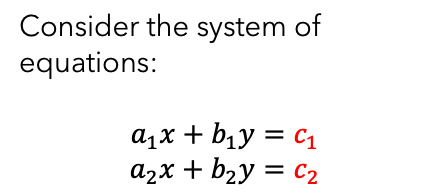 Consider the system of
equations:
a₁x + b₁y = c₁
a₂x + b₂y = c₂